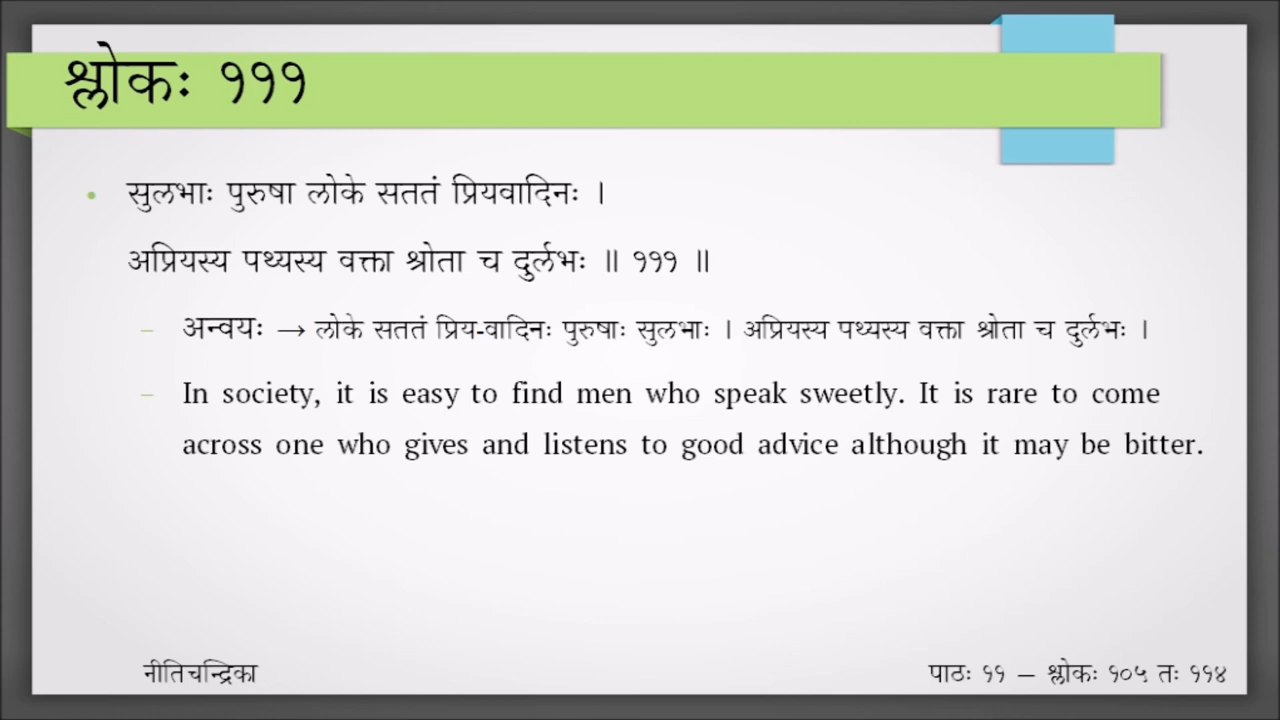 श्लोकः १११
सुलभाः पुरुषा लोके सततं प्रियवादिनः ।
अप्रियस्य पथ्यस्य वक्ता श्रोता च दुर्लभः ॥ १११ ॥
अन्वयः → लोके सततं प्रिय-वादिनः पुरुषाः सुलभाः । अप्रियस्य पथ्यस्य वक्ता श्रोता च दुर्लभः ।
In society, it is easy to find men who speak sweetly. It is rare to come
across one who gives and listens to good advice although it may be bitter.
नीतिचन्द्रिका
पाठः ११ – श्लोकः १०५ तः ११४